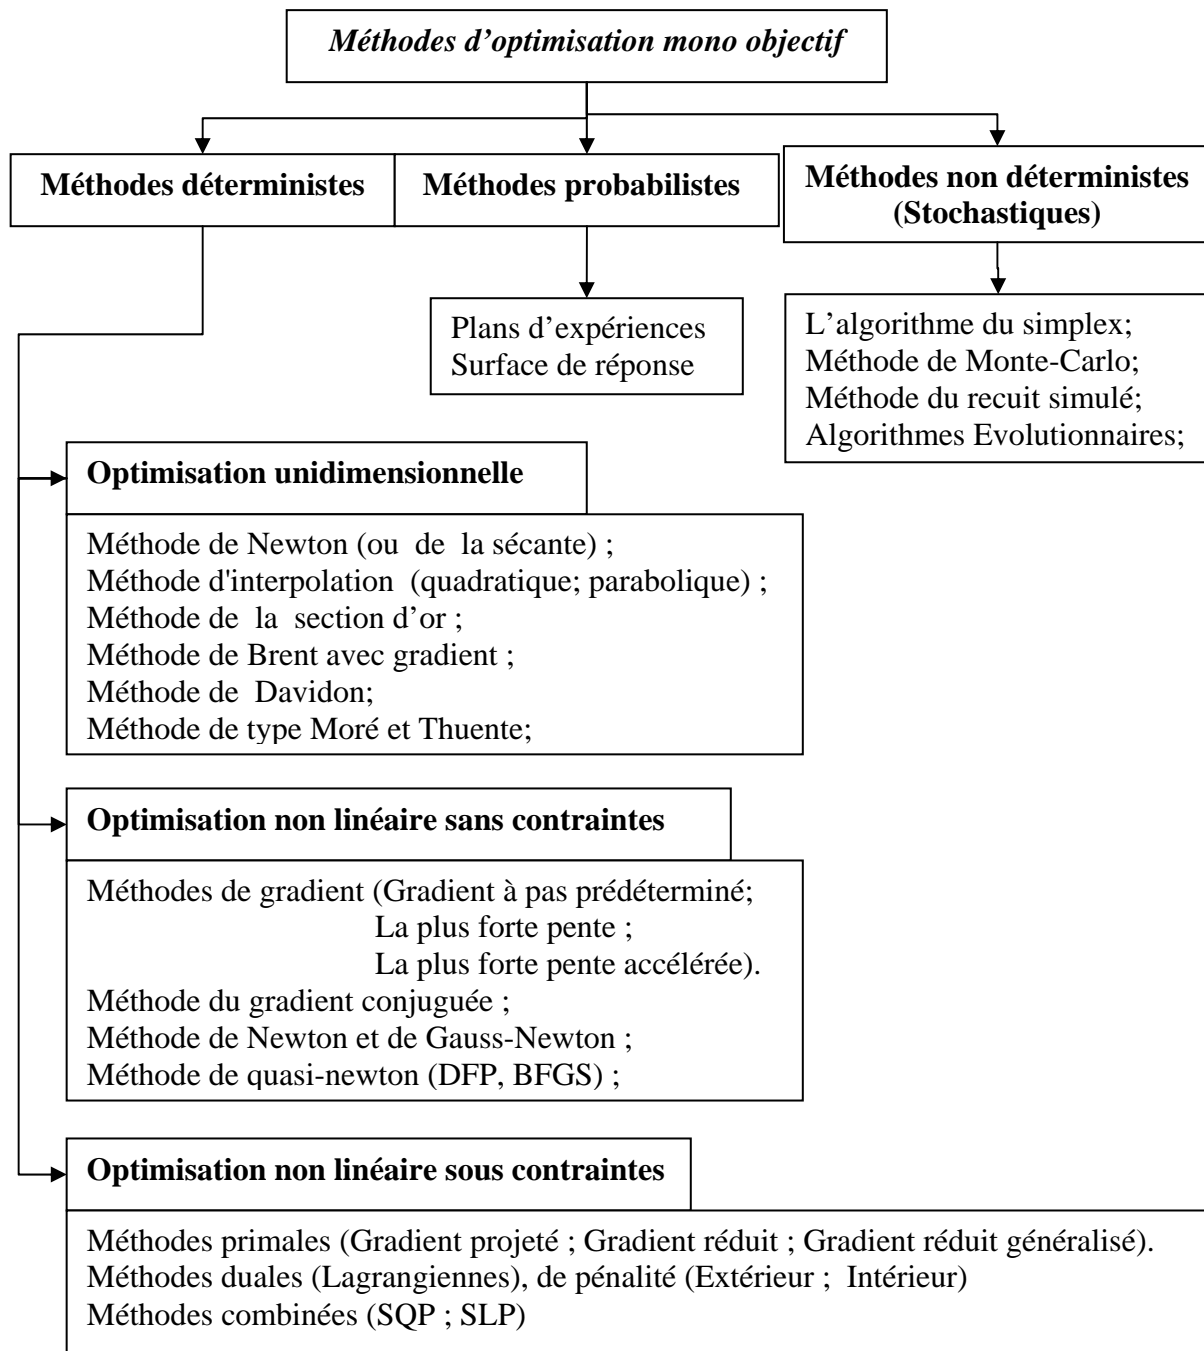 Méthodes d’optimisation mono objectif
Méthodes déterministes
Méthodes probabilistes
Méthodes non déterministes
(Stochastiques)
Plans d’expériences
Surface de réponse
L’algorithme du simplex;
Méthode de Monte-Carlo;
Méthode du recuit simulé;
Algorithmes Evolutionnaires;
Optimisation unidimensionnelle
Méthode de Newton (ou de la sécante) ;
Méthode d'interpolation (quadratique; parabolique) ;
Méthode de la section d’or ;
Méthode de Brent avec gradient ;
Méthode de Davidon;
Méthode de type Moré et Thuente;
Optimisation non linéaire sans contraintes
Méthodes de gradient (Gradient à pas prédéterminé;
La plus forte pente ;
La plus forte pente accélérée).
Méthode du gradient conjuguée ;
Méthode de Newton et de Gauss-Newton ;
Méthode de quasi-newton (DFP, BFGS) ;
Optimisation non linéaire sous contraintes
Méthodes primales (Gradient projeté ; Gradient réduit ; Gradient réduit généralisé).
Méthodes duales (Lagrangiennes), de pénalité (Extérieur ; Intérieur)
Méthodes combinées (SQP ; SLP)